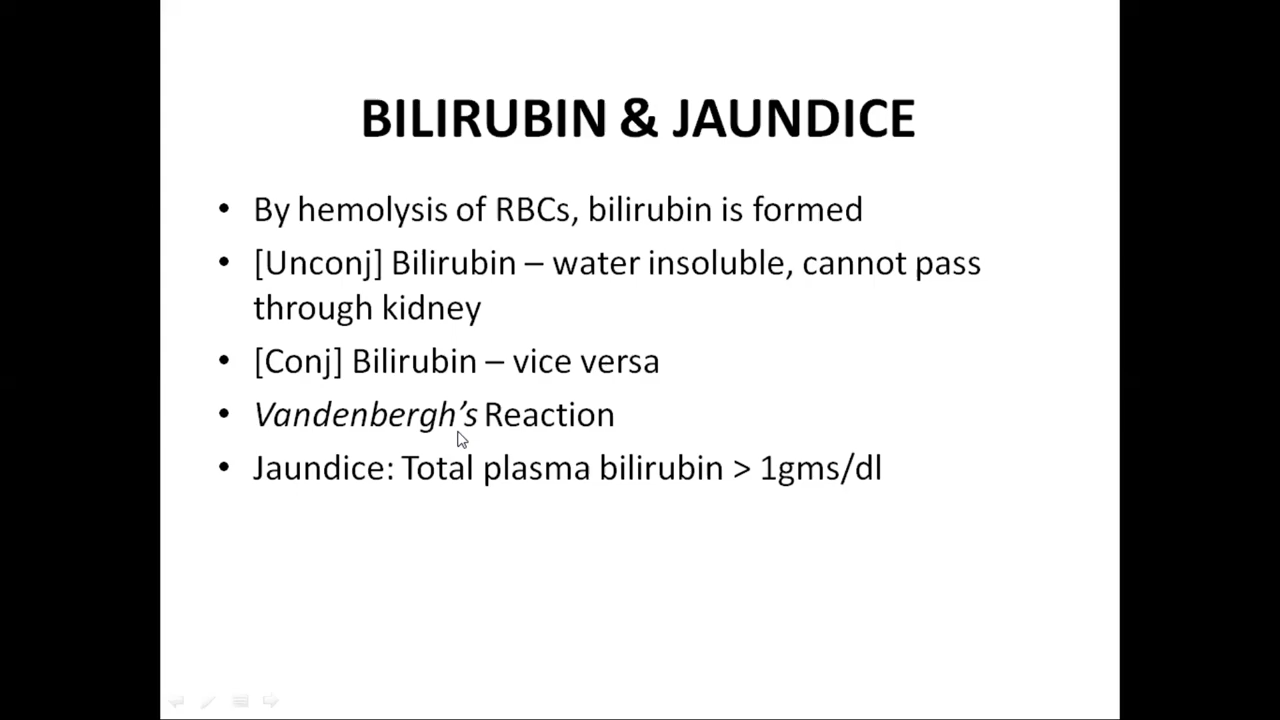 BILIRUBIN & JAUNDICE
• By hemolysis of RBCs, bilirubin is formed
• [Unconj] Bilirubin – water insoluble, cannot pass
through kidney
• [Conj] Bilirubin – vice versa
• Vandenbergh’s Reaction
• Jaundice: Total plasma bilirubin > 1gms/dl